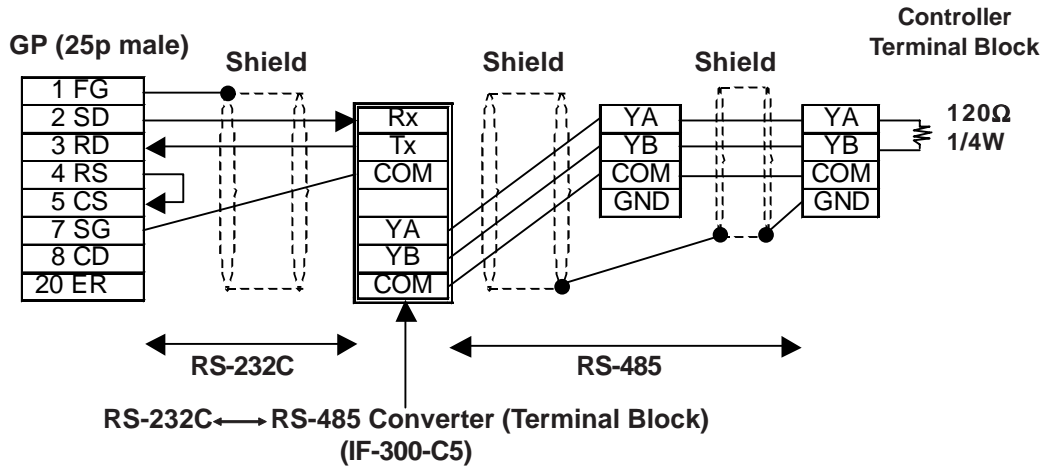 GP (25p male)
1 FG
2 SD
3 RD
4 RS
5 CS
7 SG
8 CD
20 ER
Shield
Rx
Tx
COM
YA
YB
COM
Shield
YA
YB
COM
GND
Shield
Controller
Terminal Block
YA
YB
COM
GND
120Ω
1/4W
RS-232C
RS-485
RS-232C↔RS-485 Converter (Terminal Block)
(IF-300-C5)